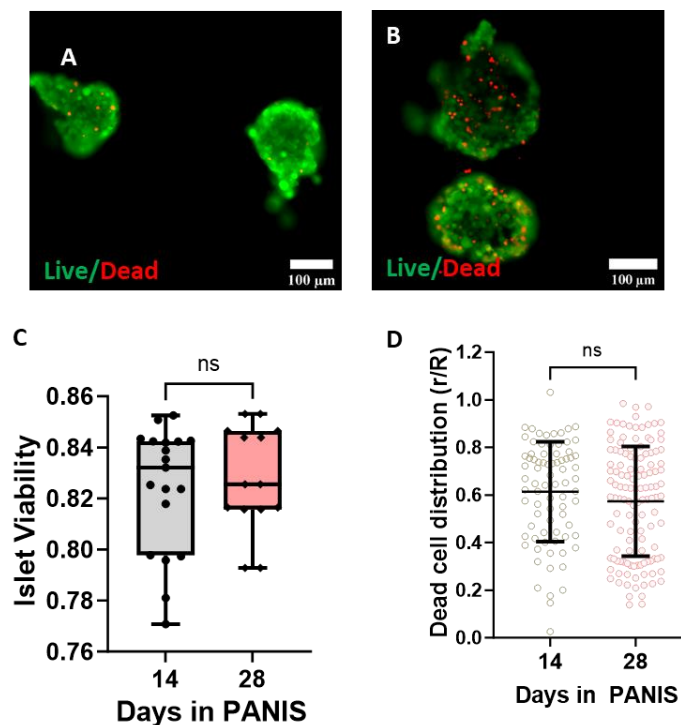 A
Live/Dead
100 µm
B
Live/Dead
100 µm
C
ns
0.86
0.84
0.82
0.80
0.78
0.76
Islet Viability
14
28
Days in PANIS
D
ns
1.2
1.0
0.8
0.6
0.4
0.2
0.0
Dead cell distribution (r/R)
14
28
Days in PANIS